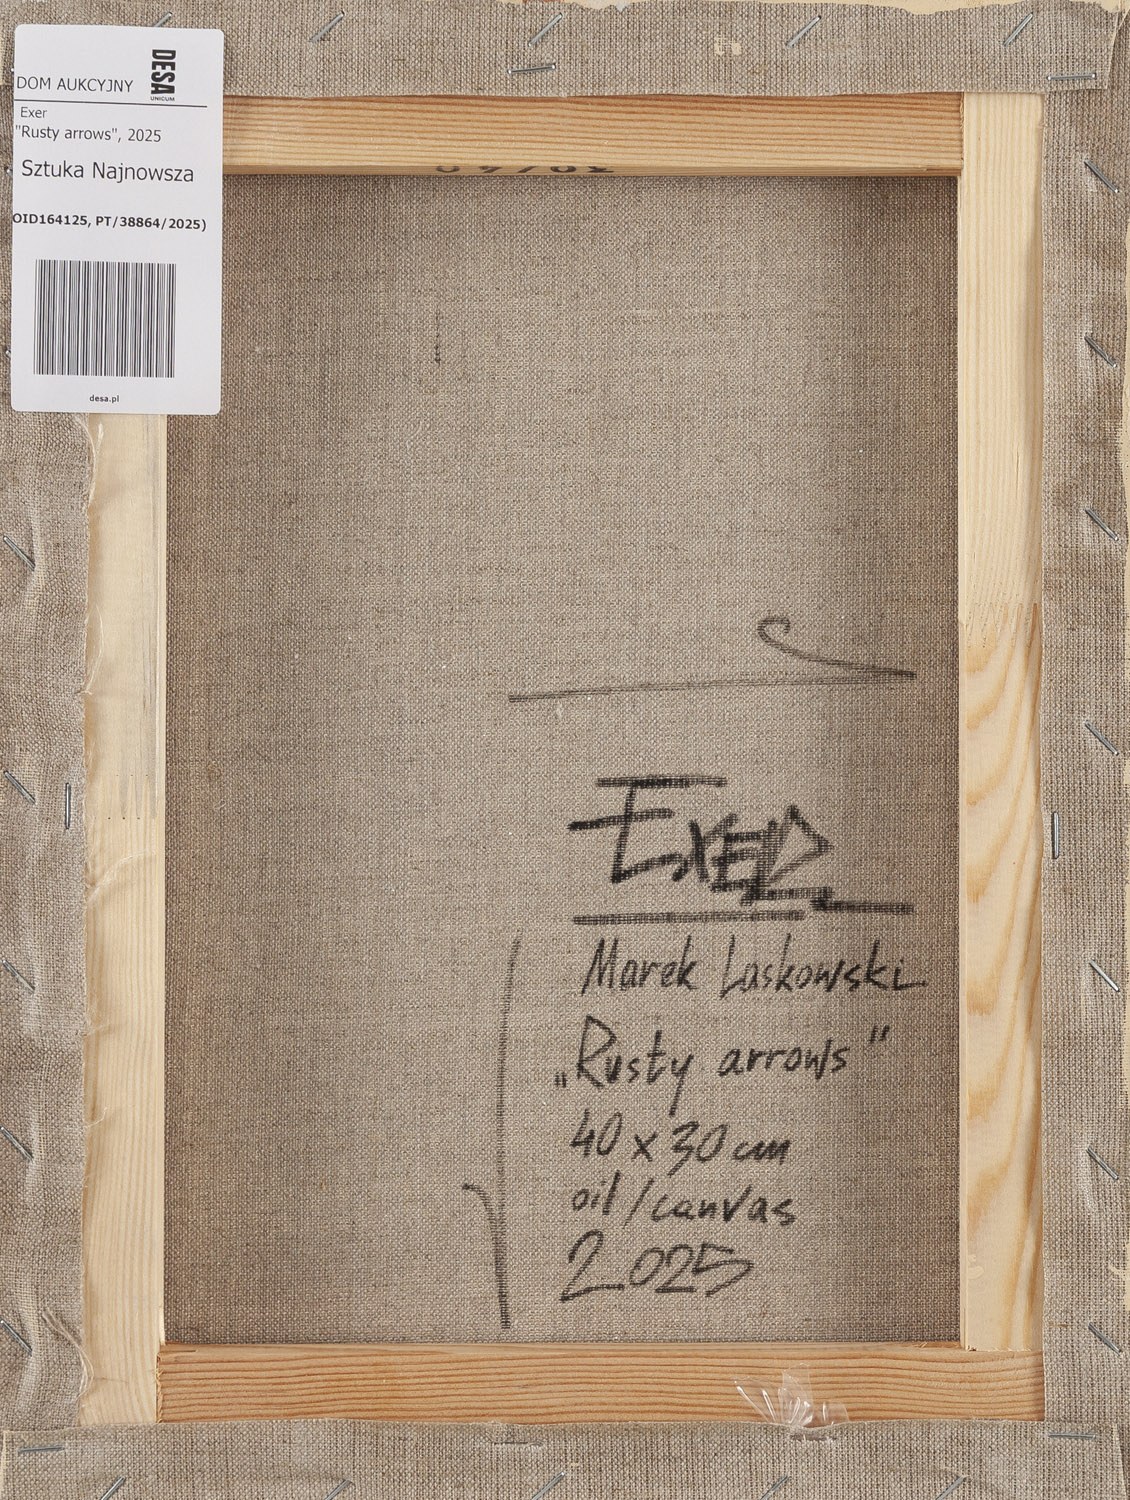 DOM AUKCYJNY
DESA
UNICUM
Exer
"Rusty arrows", 2025
Sztuka Najnowsza
OID164125, PT/38864/2025)
desa.pl
EXER
Marek Laskowski
„Rusty arrows"
40 x 30 cm
oil/canvas
2025